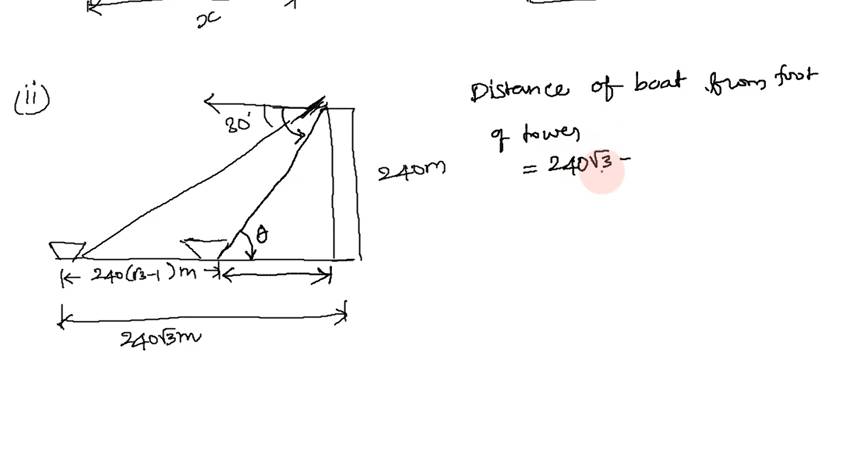 x
(ii)
30°
Distance of boat from foot
of tower
= 240√3 -
240m
θ
240(√3-1) m
240√3m